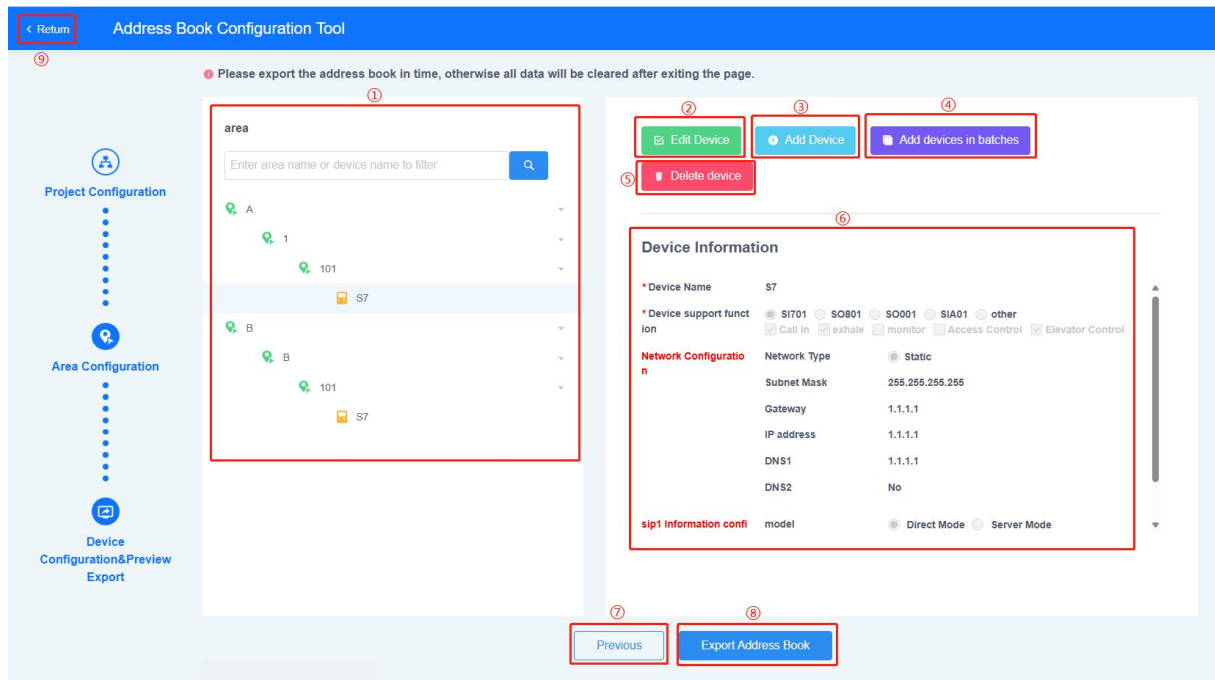 < Return Address Book Configuration Tool
⑨
Please export the address book in time, otherwise all data will be cleared after exiting the page.
①
area
Enter area name or device name to filter
A
1
101
S7
B
B
101
S7
Project Configuration
Area Configuration
Device
Configuration&Preview
Export
② ③ ④
Edit Device Add Device Add devices in batches
⑤ Delete device
⑥
Device Information
* Device Name S7
* Device support funct
ion
SI701 SO801 SO001 SIA01 other
Call In exhale monitor Access Control Elevator Control
Network Configuratio
n
Network Type Static
Subnet Mask 255.255.255.255
Gateway 1.1.1.1
IP address 1.1.1.1
DNS1 1.1.1.1
DNS2 No
sip1 Information confi model Direct Mode Server Mode
⑦ ⑧
Previous Export Address Book